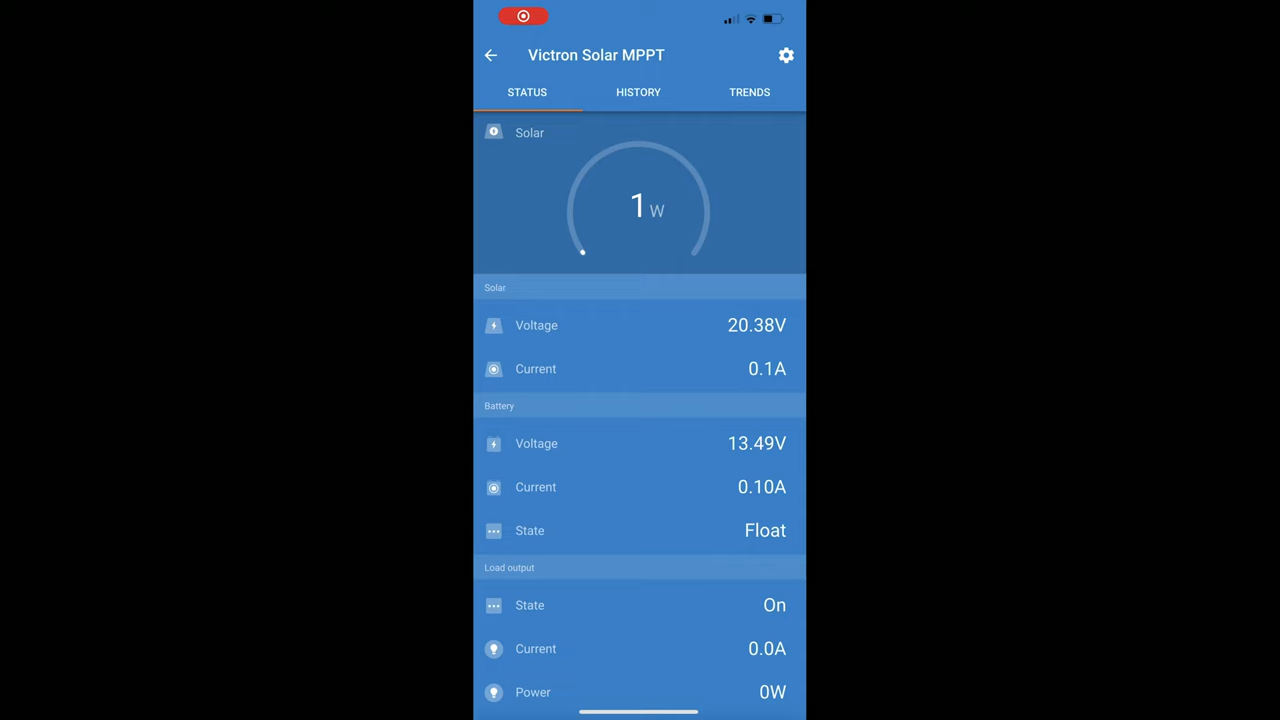 Victron Solar MPPT
STATUS HISTORY TRENDS
Solar
1 W
Solar
Voltage 20.38V
Current 0.1A
Battery
Voltage 13.49V
Current 0.10A
State Float
Load output
State On
Current 0.0A
Power 0W